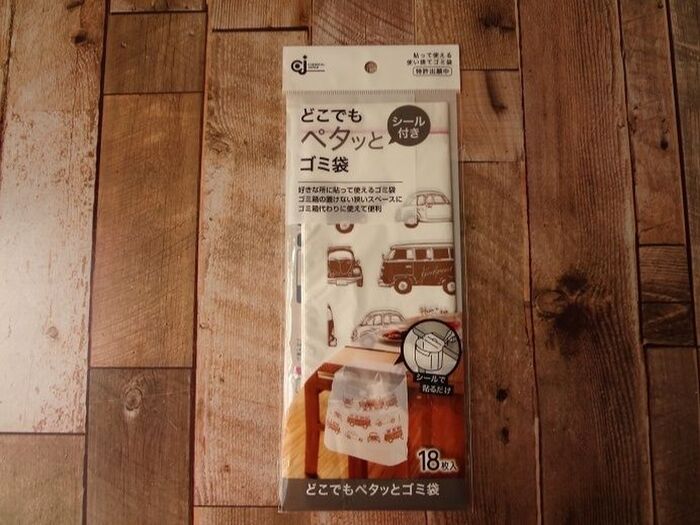 cj
CHEMICAL JAPAN
貼って使える
使い捨てゴミ袋
特許出願中
どこでも
ペタッと
ゴミ袋
シール
付き
好きな所に貼って使えるゴミ袋
ゴミ箱の置けない狭いスペースに
ゴミ箱代わりに使えて便利
シールで
貼るだけ
18枚入
どこでもペタッとゴミ袋